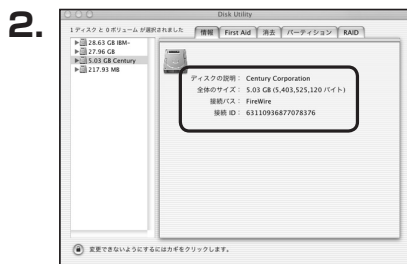 2.
Disk Utility
1 ディスク と 0 ボリューム が選択されました
情報 First Aid 消去 パーティション RAID
28.63 GB IBM-
27.96 GB
5.03 GB Century
217.93 MB
ディスクの説明： Century Corporation
全体のサイズ： 5.03 GB (5,403,525,120 バイト)
接続バス： FireWire
接続 ID： 63110936877078376
変更できないようにするにはカギをクリックします。